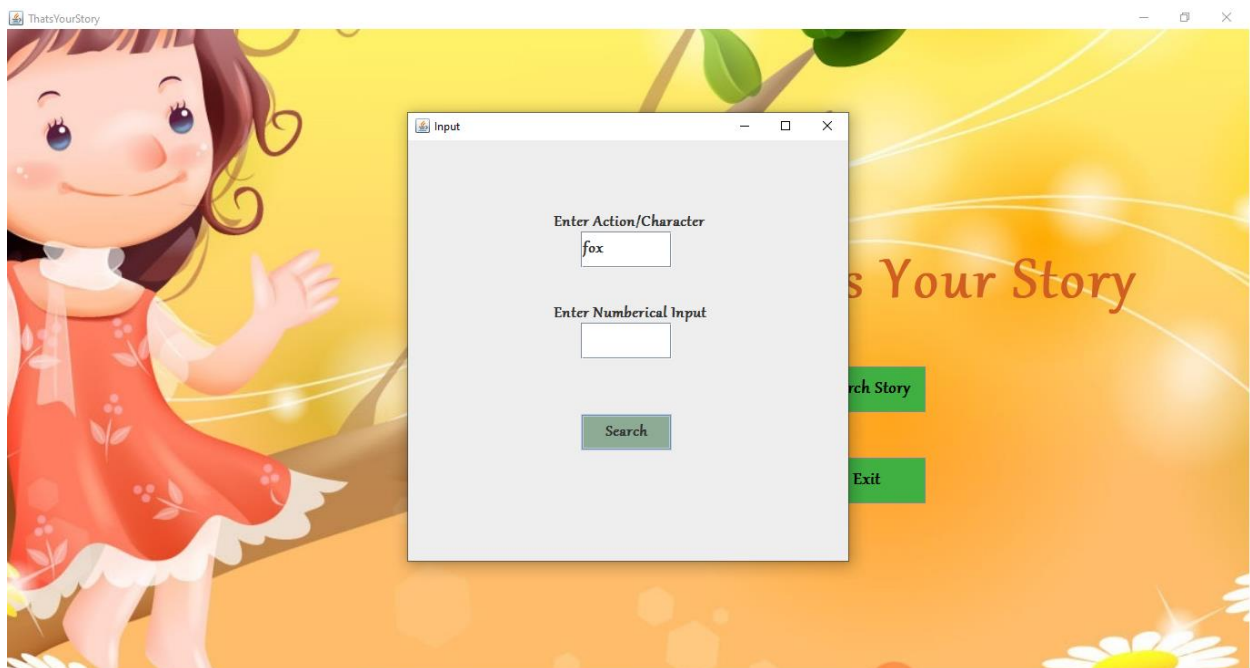 ThatsYourStory
Input
Enter Action/Character
fox
s Your Story
Enter Numberical Input
rch Story
Search
Exit